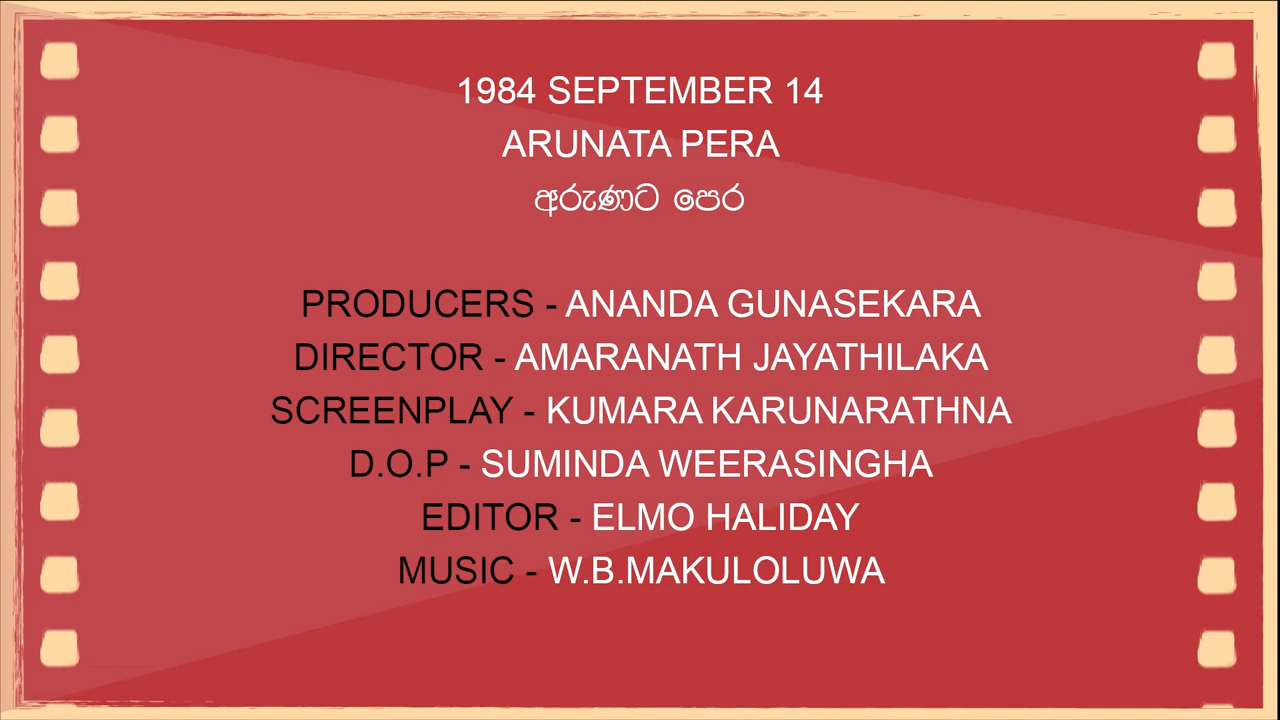 1984 SEPTEMBER 14
ARUNATA PERA
අරුණට පෙර
PRODUCERS - ANANDA GUNASEKARA
DIRECTOR - AMARANATH JAYATHILAKA
SCREENPLAY - KUMARA KARUNARATHNA
D.O.P - SUMINDA WEERASINGHA
EDITOR - ELMO HALIDAY
MUSIC - W.B.MAKULOLUWA